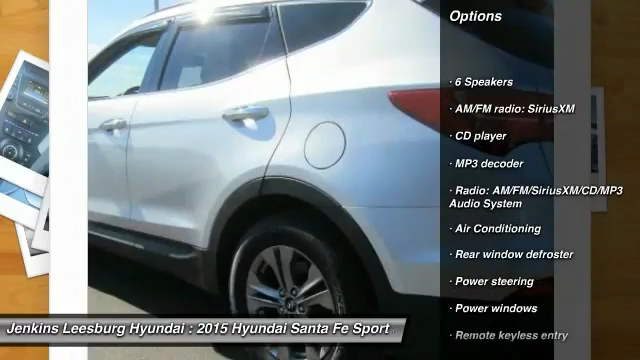 Options
· 6 Speakers
· AM/FM radio: SiriusXM
· CD player
· MP3 decoder
· Radio: AM/FM/SiriusXM/CD/MP3
Audio System
· Air Conditioning
· Rear window defroster
· Power steering
· Power windows
· Remote keyless entry
Jenkins Leesburg Hyundai : 2015 Hyundai Santa Fe Sport